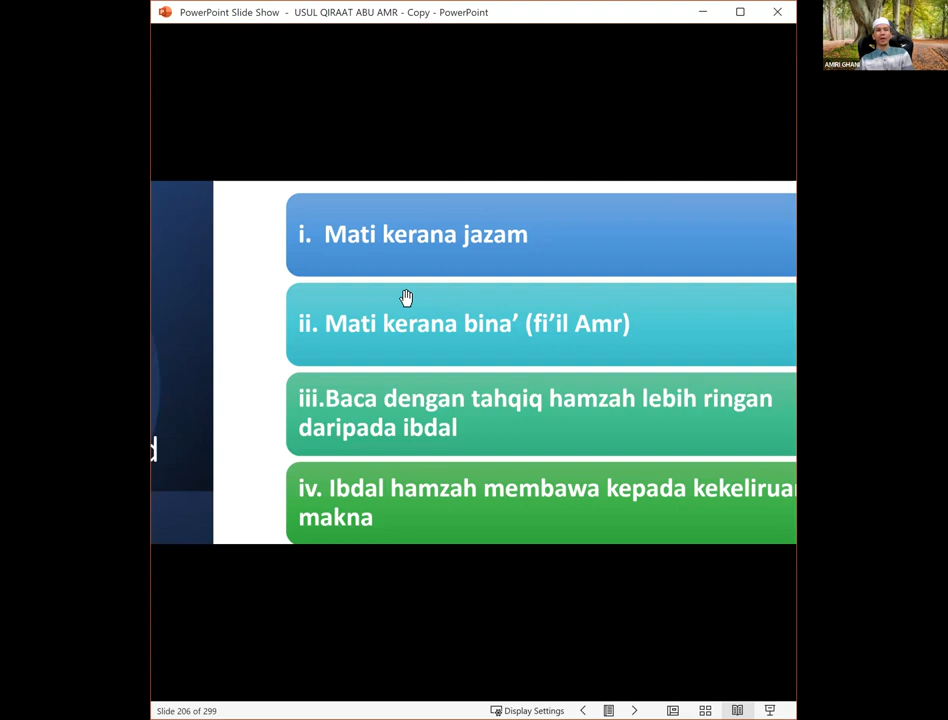 PowerPoint Slide Show - USUL QIRAAT ABU AMR - Copy - PowerPoint
AMIRI GHANI
i. Mati kerana jazam
ii. Mati kerana bina’ (fi’il Amr)
iii.Baca dengan tahqiq hamzah lebih ringan
daripada ibdal
iv. Ibdal hamzah membawa kepada
makna
Slide 206 of 299
Display Settings